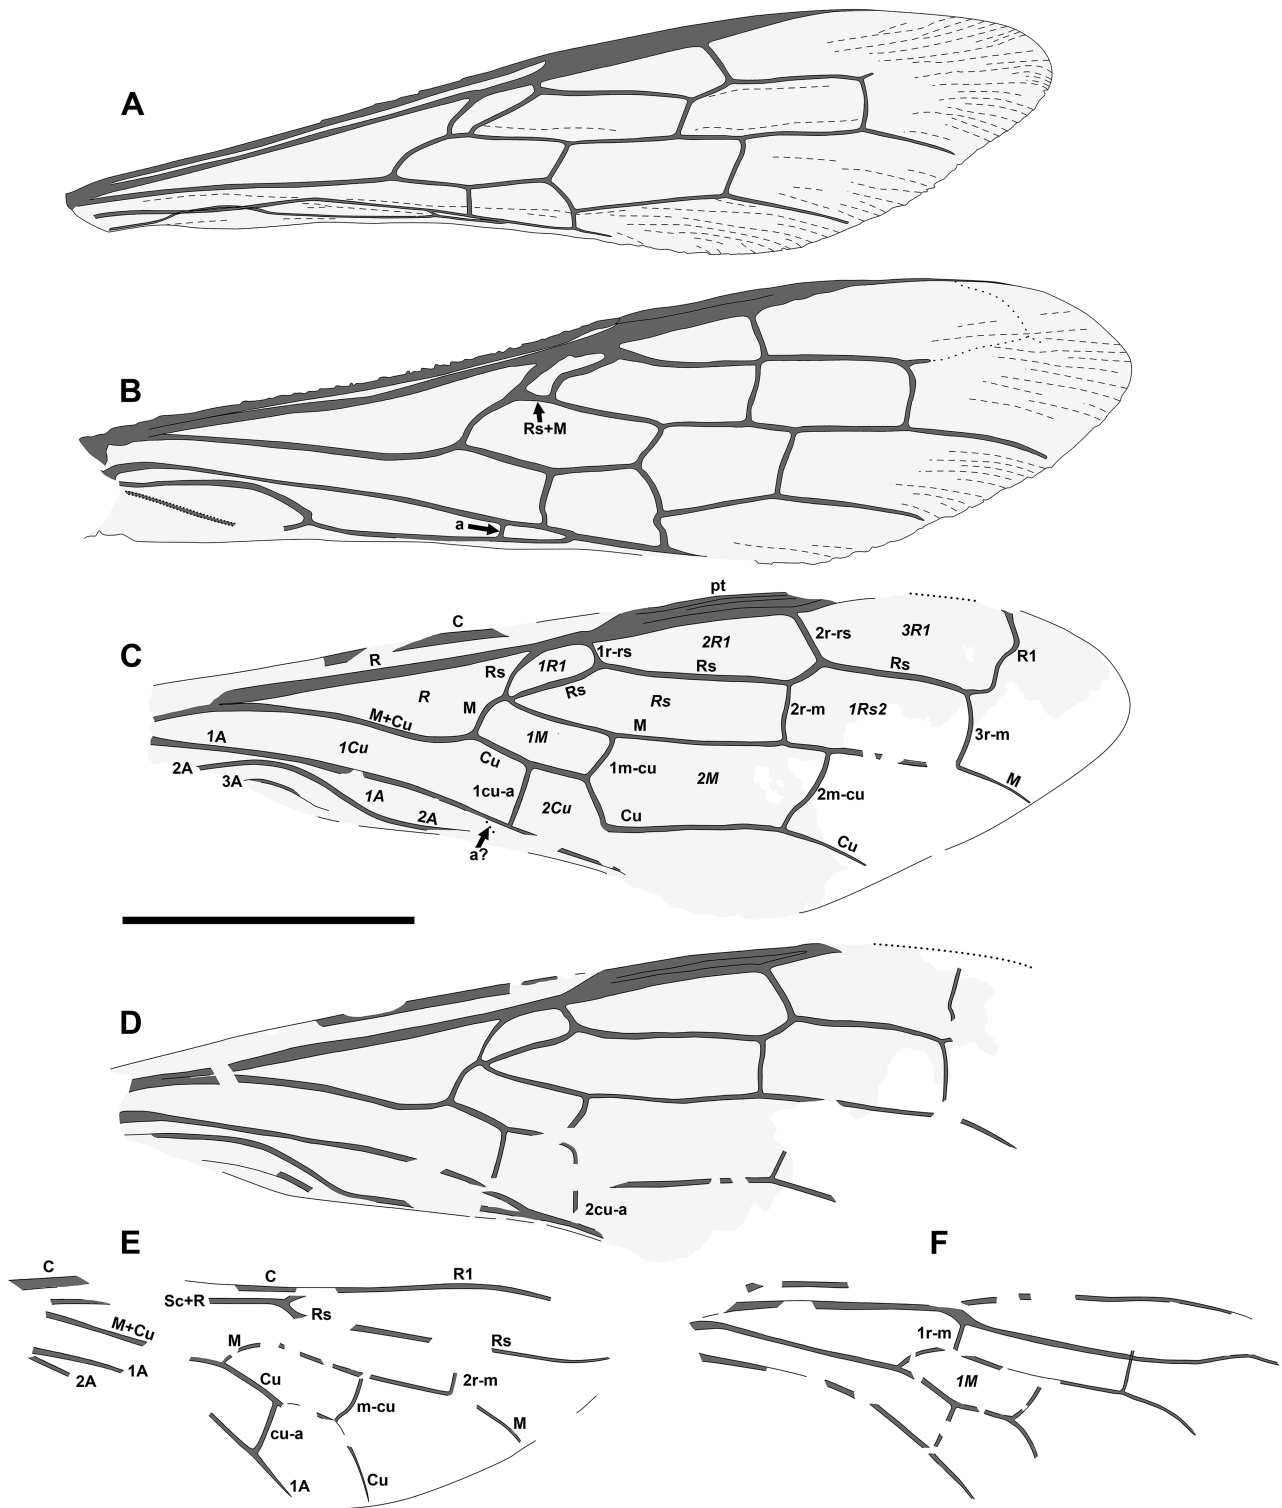 A
B
Rs+M
a
C
pt
C
R
1r-rs
2R1
2r-rs
3R1
R1
Rs
1R1
Rs
Rs
R
Rs
Rs
M
M
M+Cu
2r-m
1Rs2
3r-m
1A
1Cu
1M
Cu
1m-cu
2M
M
2A
3A
1cu-a
2m-cu
1A
2A
2Cu
Cu
Cu
a?
D
2cu-a
E
F
C
C
R1
Sc+R
Rs
M+Cu
M
Rs
1A
2A
Cu
2r-m
m-cu
M
cu-a
1A
Cu
1r-m
1M